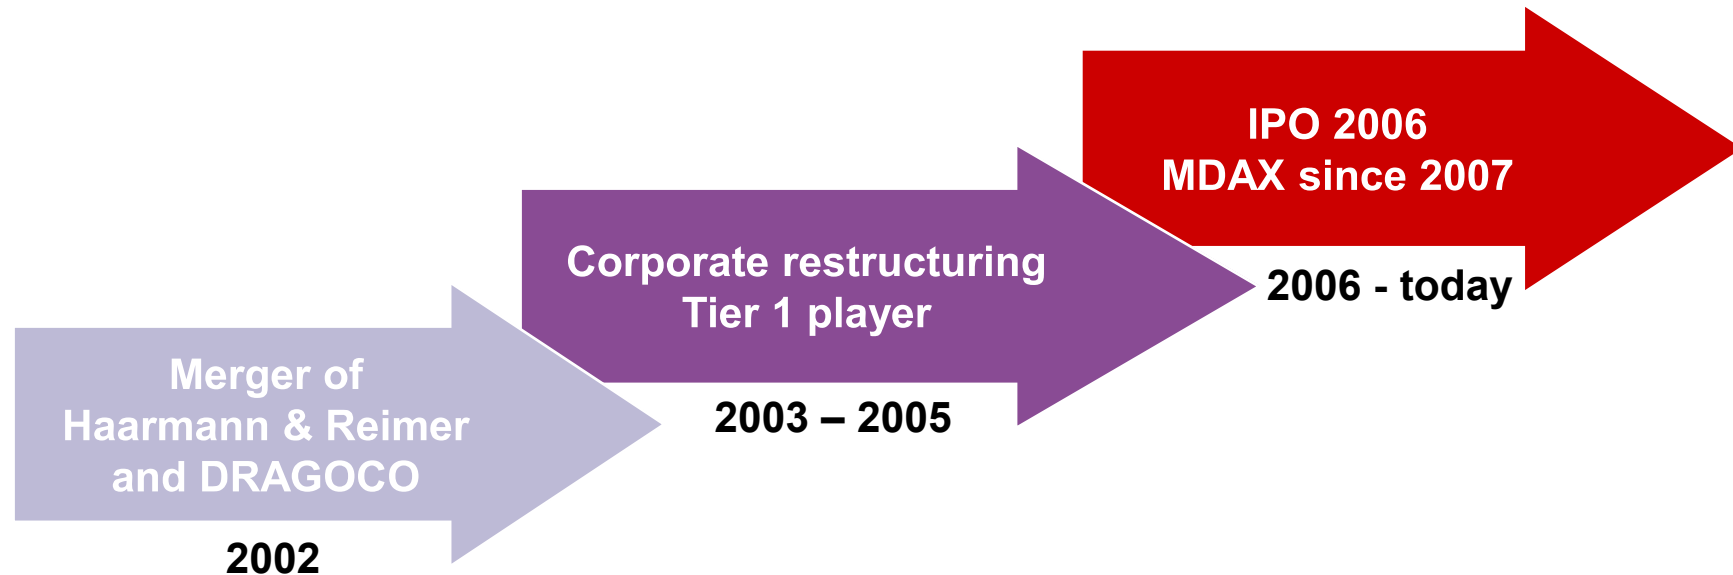 Merger of
Haarmann & Reimer
and DRAGOCO
2002
Corporate restructuring
Tier 1 player
2003 – 2005
IPO 2006
MDAX since 2007
2006 - today